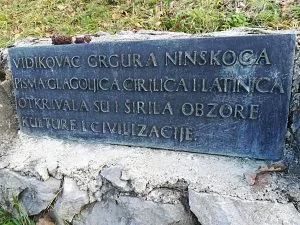 VIDIKOVAC GRGURA NINSKOGA
PISMA GLAGOLJICA, ĆIRILICA I LATINICA
OTKRIVALA SU I ŠIRILA OBZORE
KULTURE I CIVILIZACIJE.